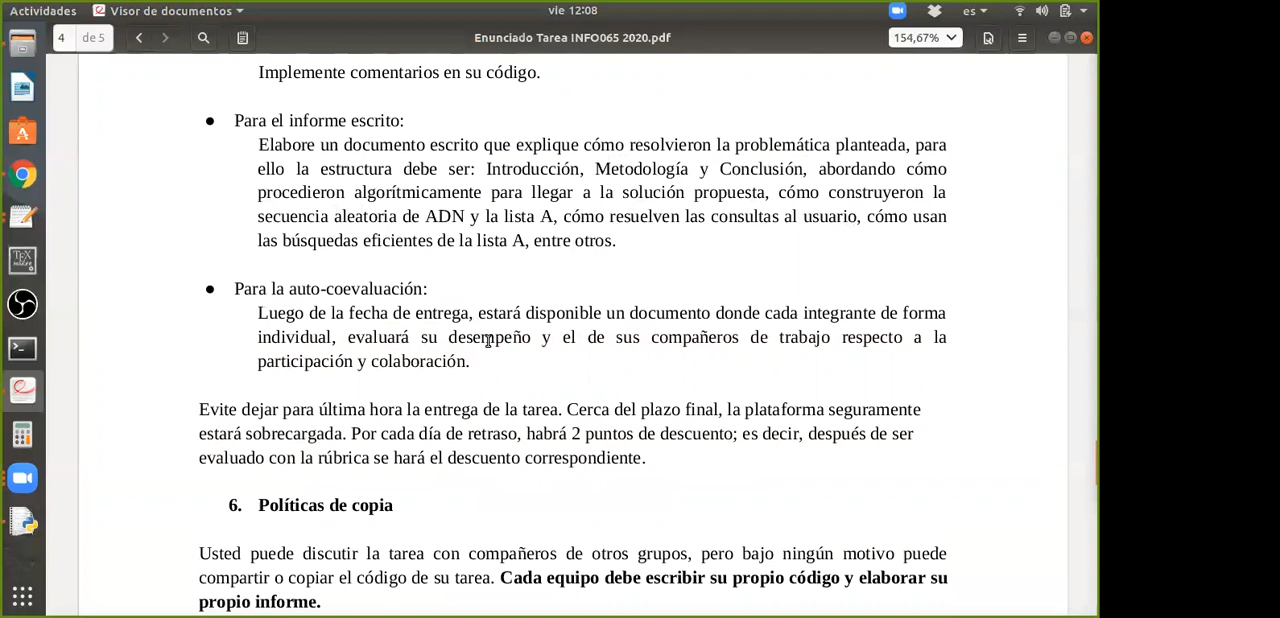 Actividades
Visor de documentos
vie 12:08
es
4
de 5
Enunciado Tarea INFO065 2020.pdf
154,67%
Implemente comentarios en su código.
● Para el informe escrito:
Elabore un documento escrito que explique cómo resolvieron la problemática planteada, para
ello la estructura debe ser: Introducción, Metodología y Conclusión, abordando cómo
procedieron algorítmicamente para llegar a la solución propuesta, cómo construyeron la
secuencia aleatoria de ADN y la lista A, cómo resuelven las consultas al usuario, cómo usan
las búsquedas eficientes de la lista A, entre otros.
● Para la auto-coevaluación:
Luego de la fecha de entrega, estará disponible un documento donde cada integrante de forma
individual, evaluará su desempeño y el de sus compañeros de trabajo respecto a la
participación y colaboración.
Evite dejar para última hora la entrega de la tarea. Cerca del plazo final, la plataforma seguramente
estará sobrecargada. Por cada día de retraso, habrá 2 puntos de descuento; es decir, después de ser
evaluado con la rúbrica se hará el descuento correspondiente.
6. Políticas de copia
Usted puede discutir la tarea con compañeros de otros grupos, pero bajo ningún motivo puede
compartir o copiar el código de su tarea. Cada equipo debe escribir su propio código y elaborar su
propio informe.